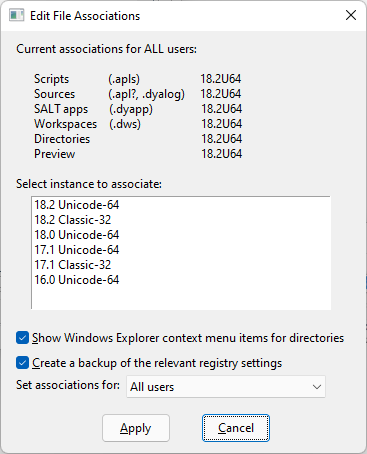 Edit File Associations
Current associations for ALL users:
Scripts (.apls) 18.2U64
Sources (.apl?, .dyalog) 18.2U64
SALT apps (.dyapp) 18.2U64
Workspaces (.dws) 18.2U64
Directories 18.2U64
Preview 18.2U64
Select instance to associate:
18.2 Unicode-64
18.2 Classic-32
18.0 Unicode-64
17.1 Unicode-64
17.1 Classic-32
16.0 Unicode-64
Show Windows Explorer context menu items for directories
Create a backup of the relevant registry settings
Set associations for: All users
Apply Cancel